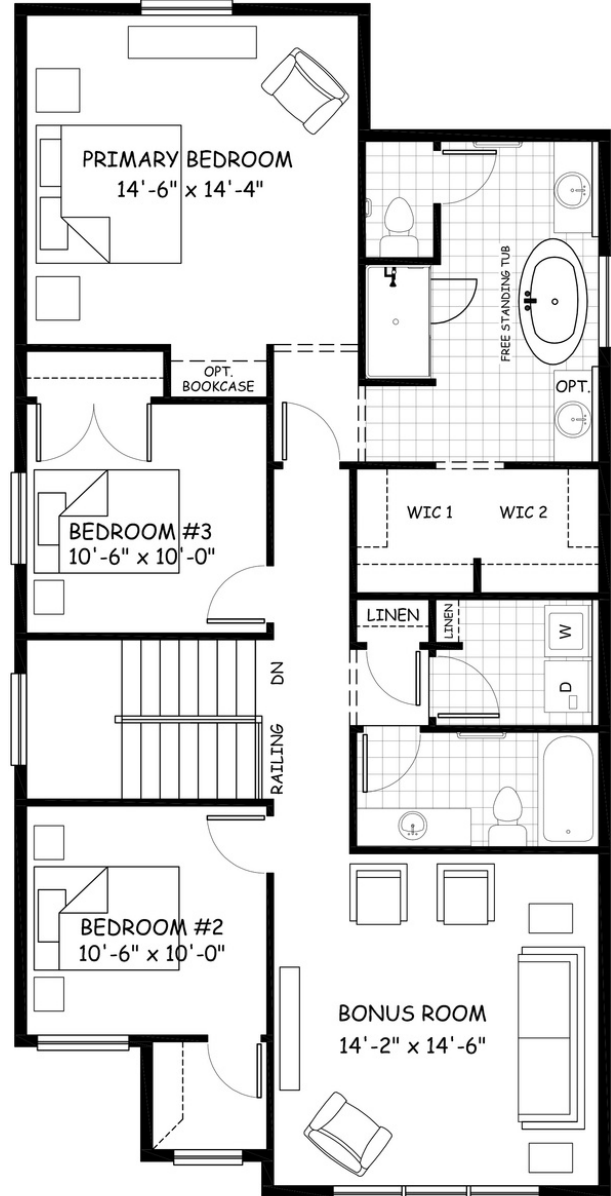 PRIMARY BEDROOM
14'-6" x 14'-4"
FREE STANDING TUB
OPT.
BOOKCASE
OPT.
BEDROOM #3
10'-6" x 10'-0"
WIC 1
WIC 2
LINEN
LINEN
W
D
DN
RAILING
BEDROOM #2
10'-6" x 10'-0"
BONUS ROOM
14'-2" x 14'-6"